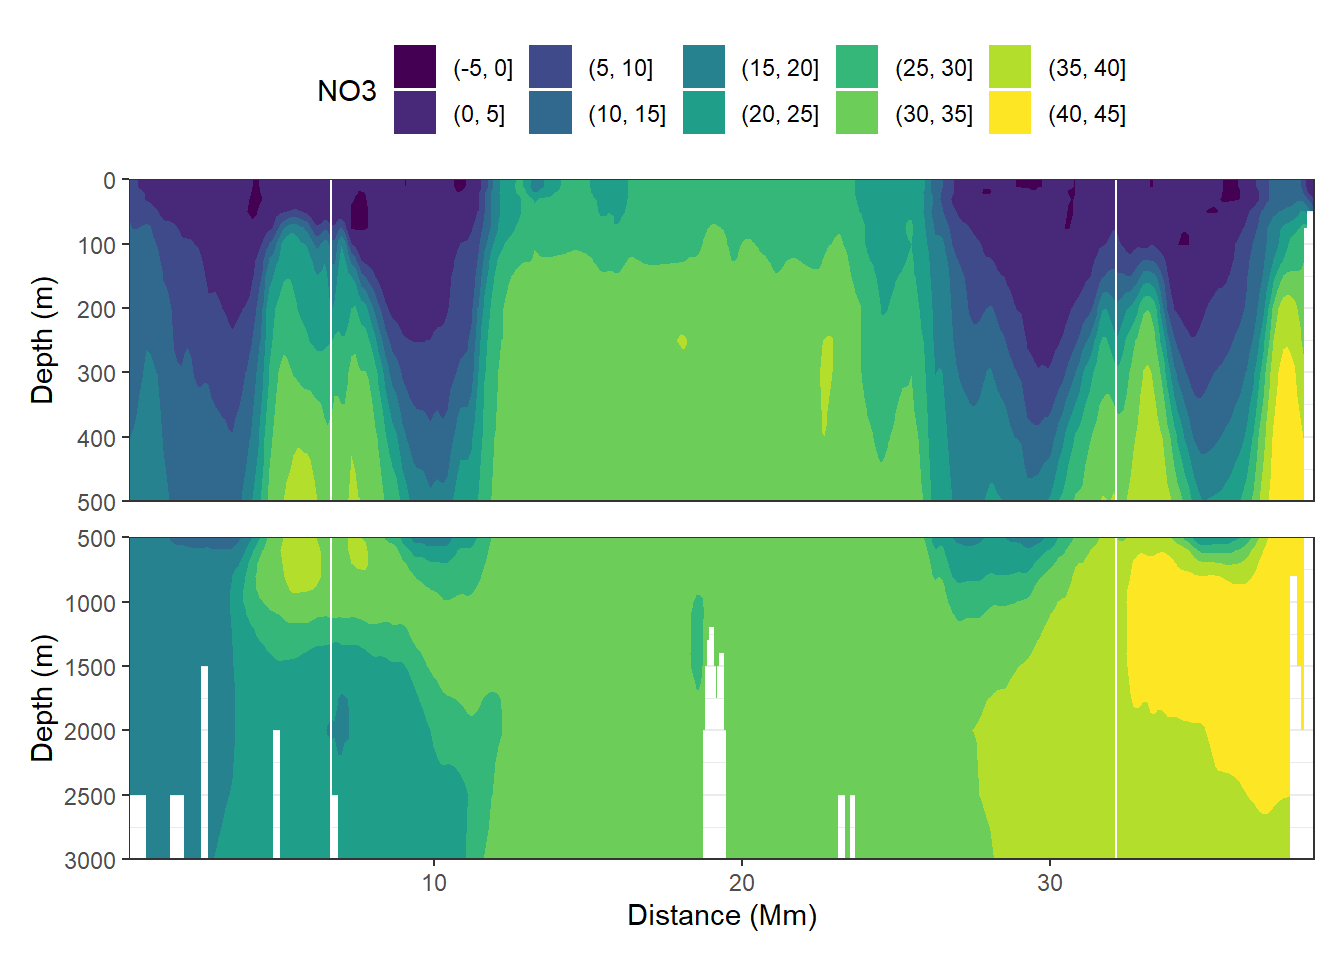 NO3
(-5, 0] (5, 10] (15, 20] (25, 30] (35, 40]
(0, 5] (10, 15] (20, 25] (30, 35] (40, 45]
0
100
200
300
400
500
Depth (m)
500
1000
1500
2000
2500
3000
Depth (m)
10 20 30
Distance (Mm)